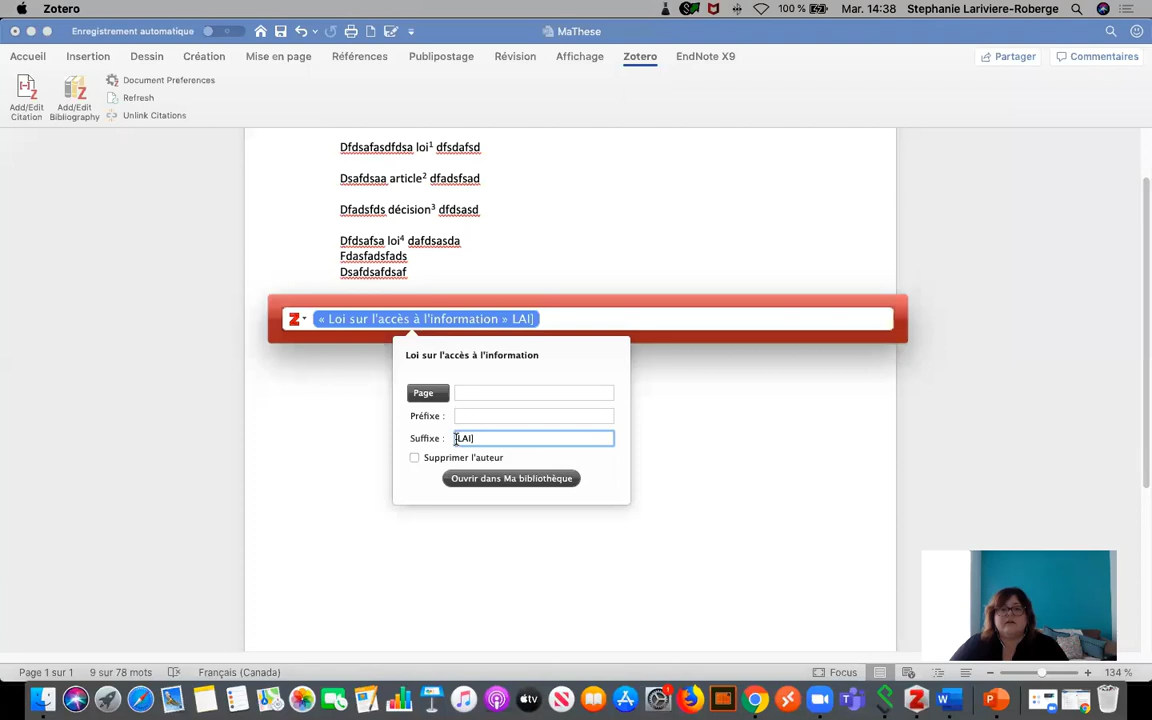 Zotero 100 % Mar. 14:38 Stephanie Lariviere-Roberge
Enregistrement automatique MaThese
Accueil Insertion Dessin Création Mise en page Références Publipostage Révision Affichage Zotero EndNote X9 Partager Commentaires
Add/Edit Citation
Add/Edit Bibliography
Document Preferences
Refresh
Unlink Citations
Dfdsafasdfdsa loi¹ dfsdafsd
Dsafdsaa article² dfadsfsad
Dfadsfds décision³ dfdsasd
Dfdsafsa loi⁴ dafdsasda
Fdasfadsfads
Dsafdsafdsaf
Z « Loi sur l'accès à l'information » LAI]
Loi sur l'accès à l'information
Page
Préfixe :
Suffixe : LAI]
Supprimer l'auteur
Ouvrir dans Ma bibliothèque
Page 1 sur 1 9 sur 78 mots Français (Canada) Focus 134 %